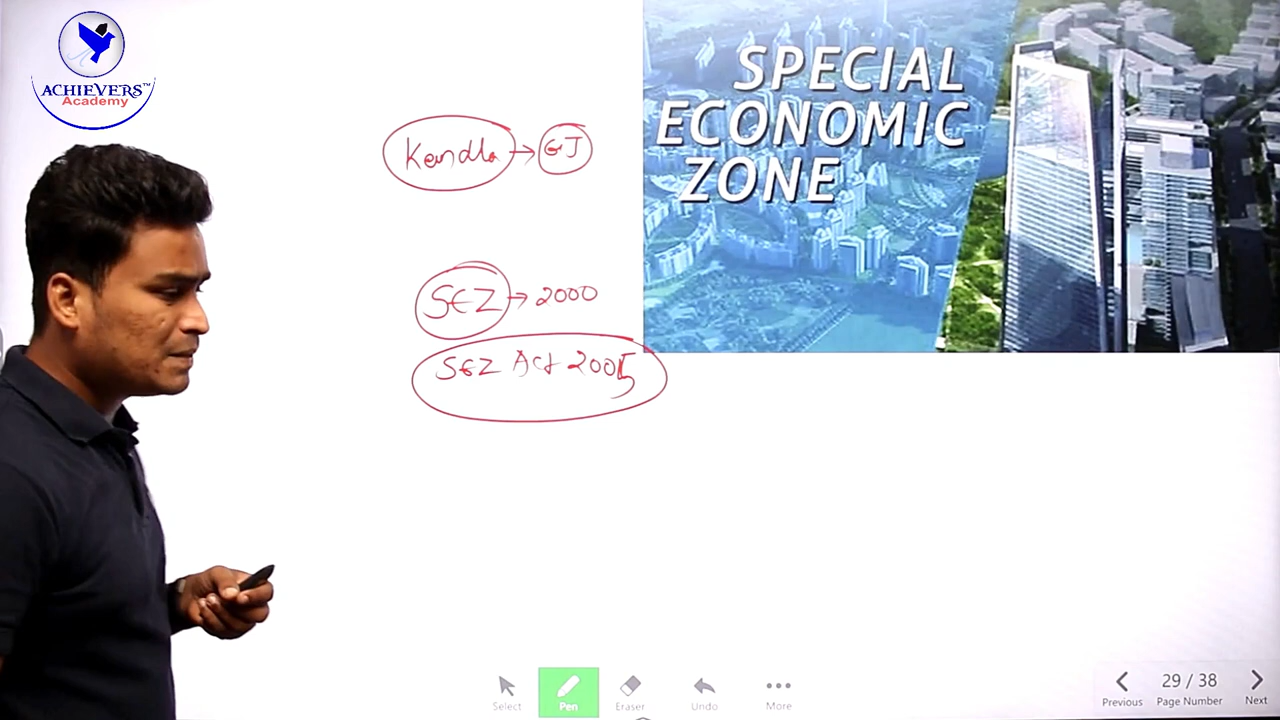 ACHiEVERS™
Academy
Kandla → GJ
SEZ → 2000
SEZ Act 2005
SPECIAL
ECONOMIC
ZONE
Select
Pen
Eraser
Undo
More
Previous
29 / 38
Page Number
Next